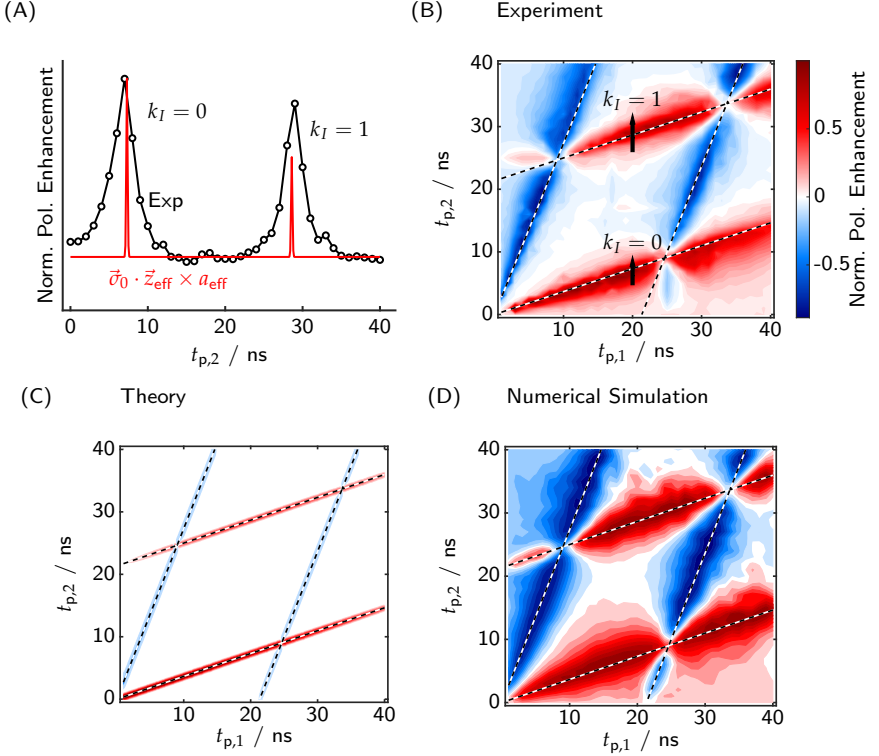 (A)
Norm. Pol. Enhancement
k_I = 0
k_I = 1
Exp
σ⃗₀ · z⃗_eff × a_eff
0 10 20 30 40
t_p,2 / ns
(B) Experiment
40
30
20
10
0
t_p,2 / ns
k_I = 1
k_I = 0
10 20 30 40
t_p,1 / ns
0.5
0
-0.5
Norm. Pol. Enhancement
(C) Theory
40
30
20
10
0
t_p,2 / ns
10 20 30 40
t_p,1 / ns
(D) Numerical Simulation
40
30
20
10
0
t_p,2 / ns
10 20 30 40
t_p,1 / ns